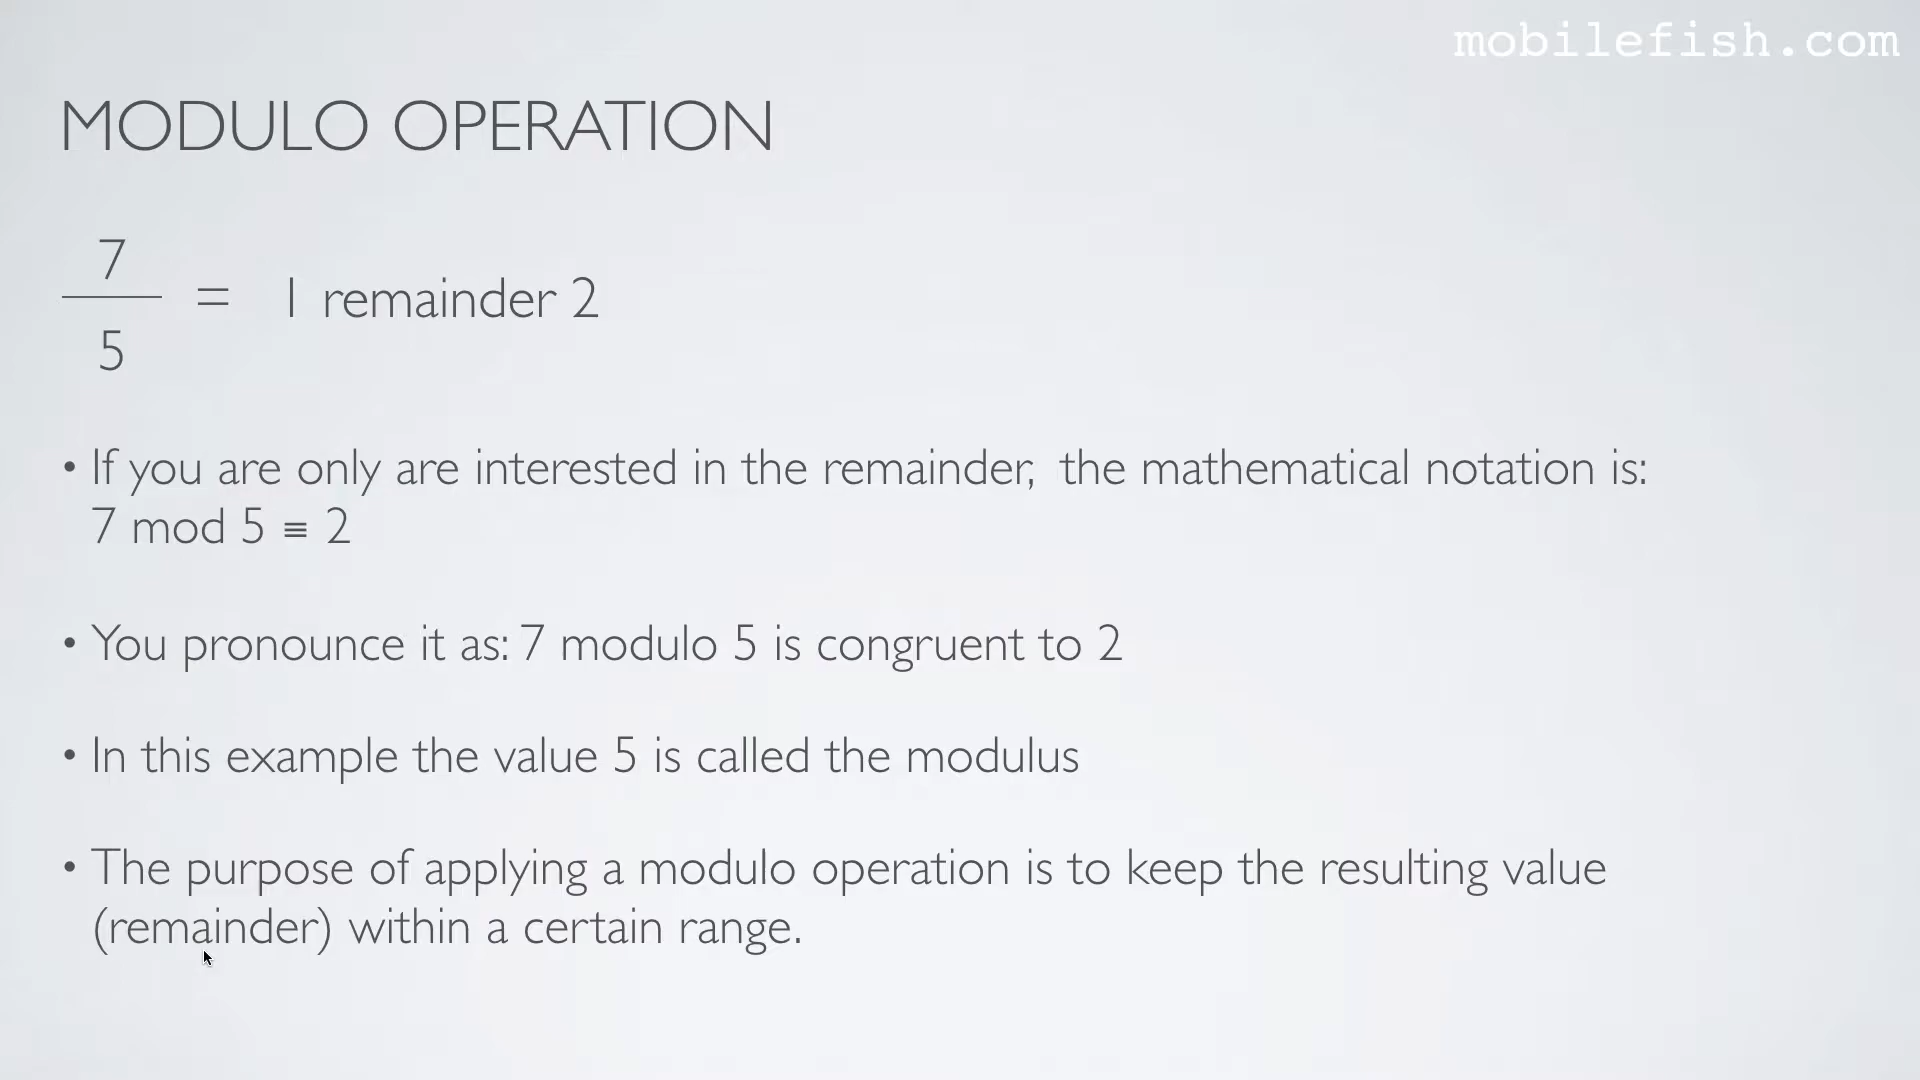 mobilefish.com
MODULO OPERATION
7
5
= 1 remainder 2
• If you are only are interested in the remainder, the mathematical notation is:
7 mod 5 ≡ 2
• You pronounce it as: 7 modulo 5 is congruent to 2
• In this example the value 5 is called the modulus
• The purpose of applying a modulo operation is to keep the resulting value
(remainder) within a certain range.